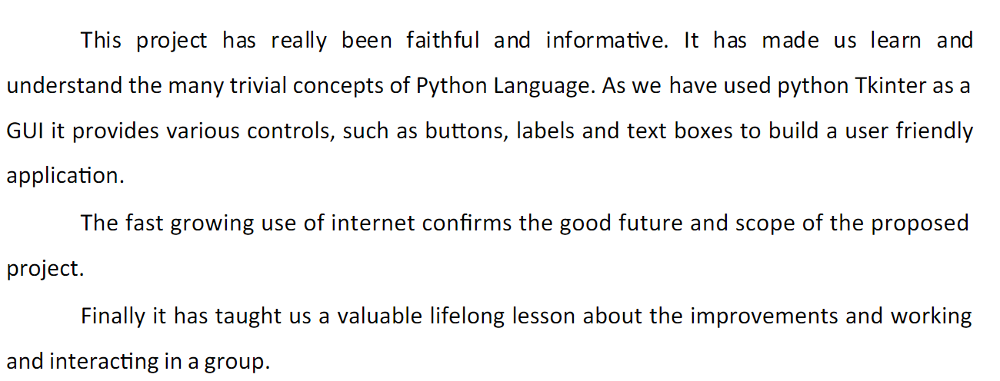 This project has really been faithful and informative. It has made us learn and
understand the many trivial concepts of Python Language. As we have used python Tkinter as a
GUI it provides various controls, such as buttons, labels and text boxes to build a user friendly
application.
The fast growing use of internet confirms the good future and scope of the proposed
project.
Finally it has taught us a valuable lifelong lesson about the improvements and working
and interacting in a group.